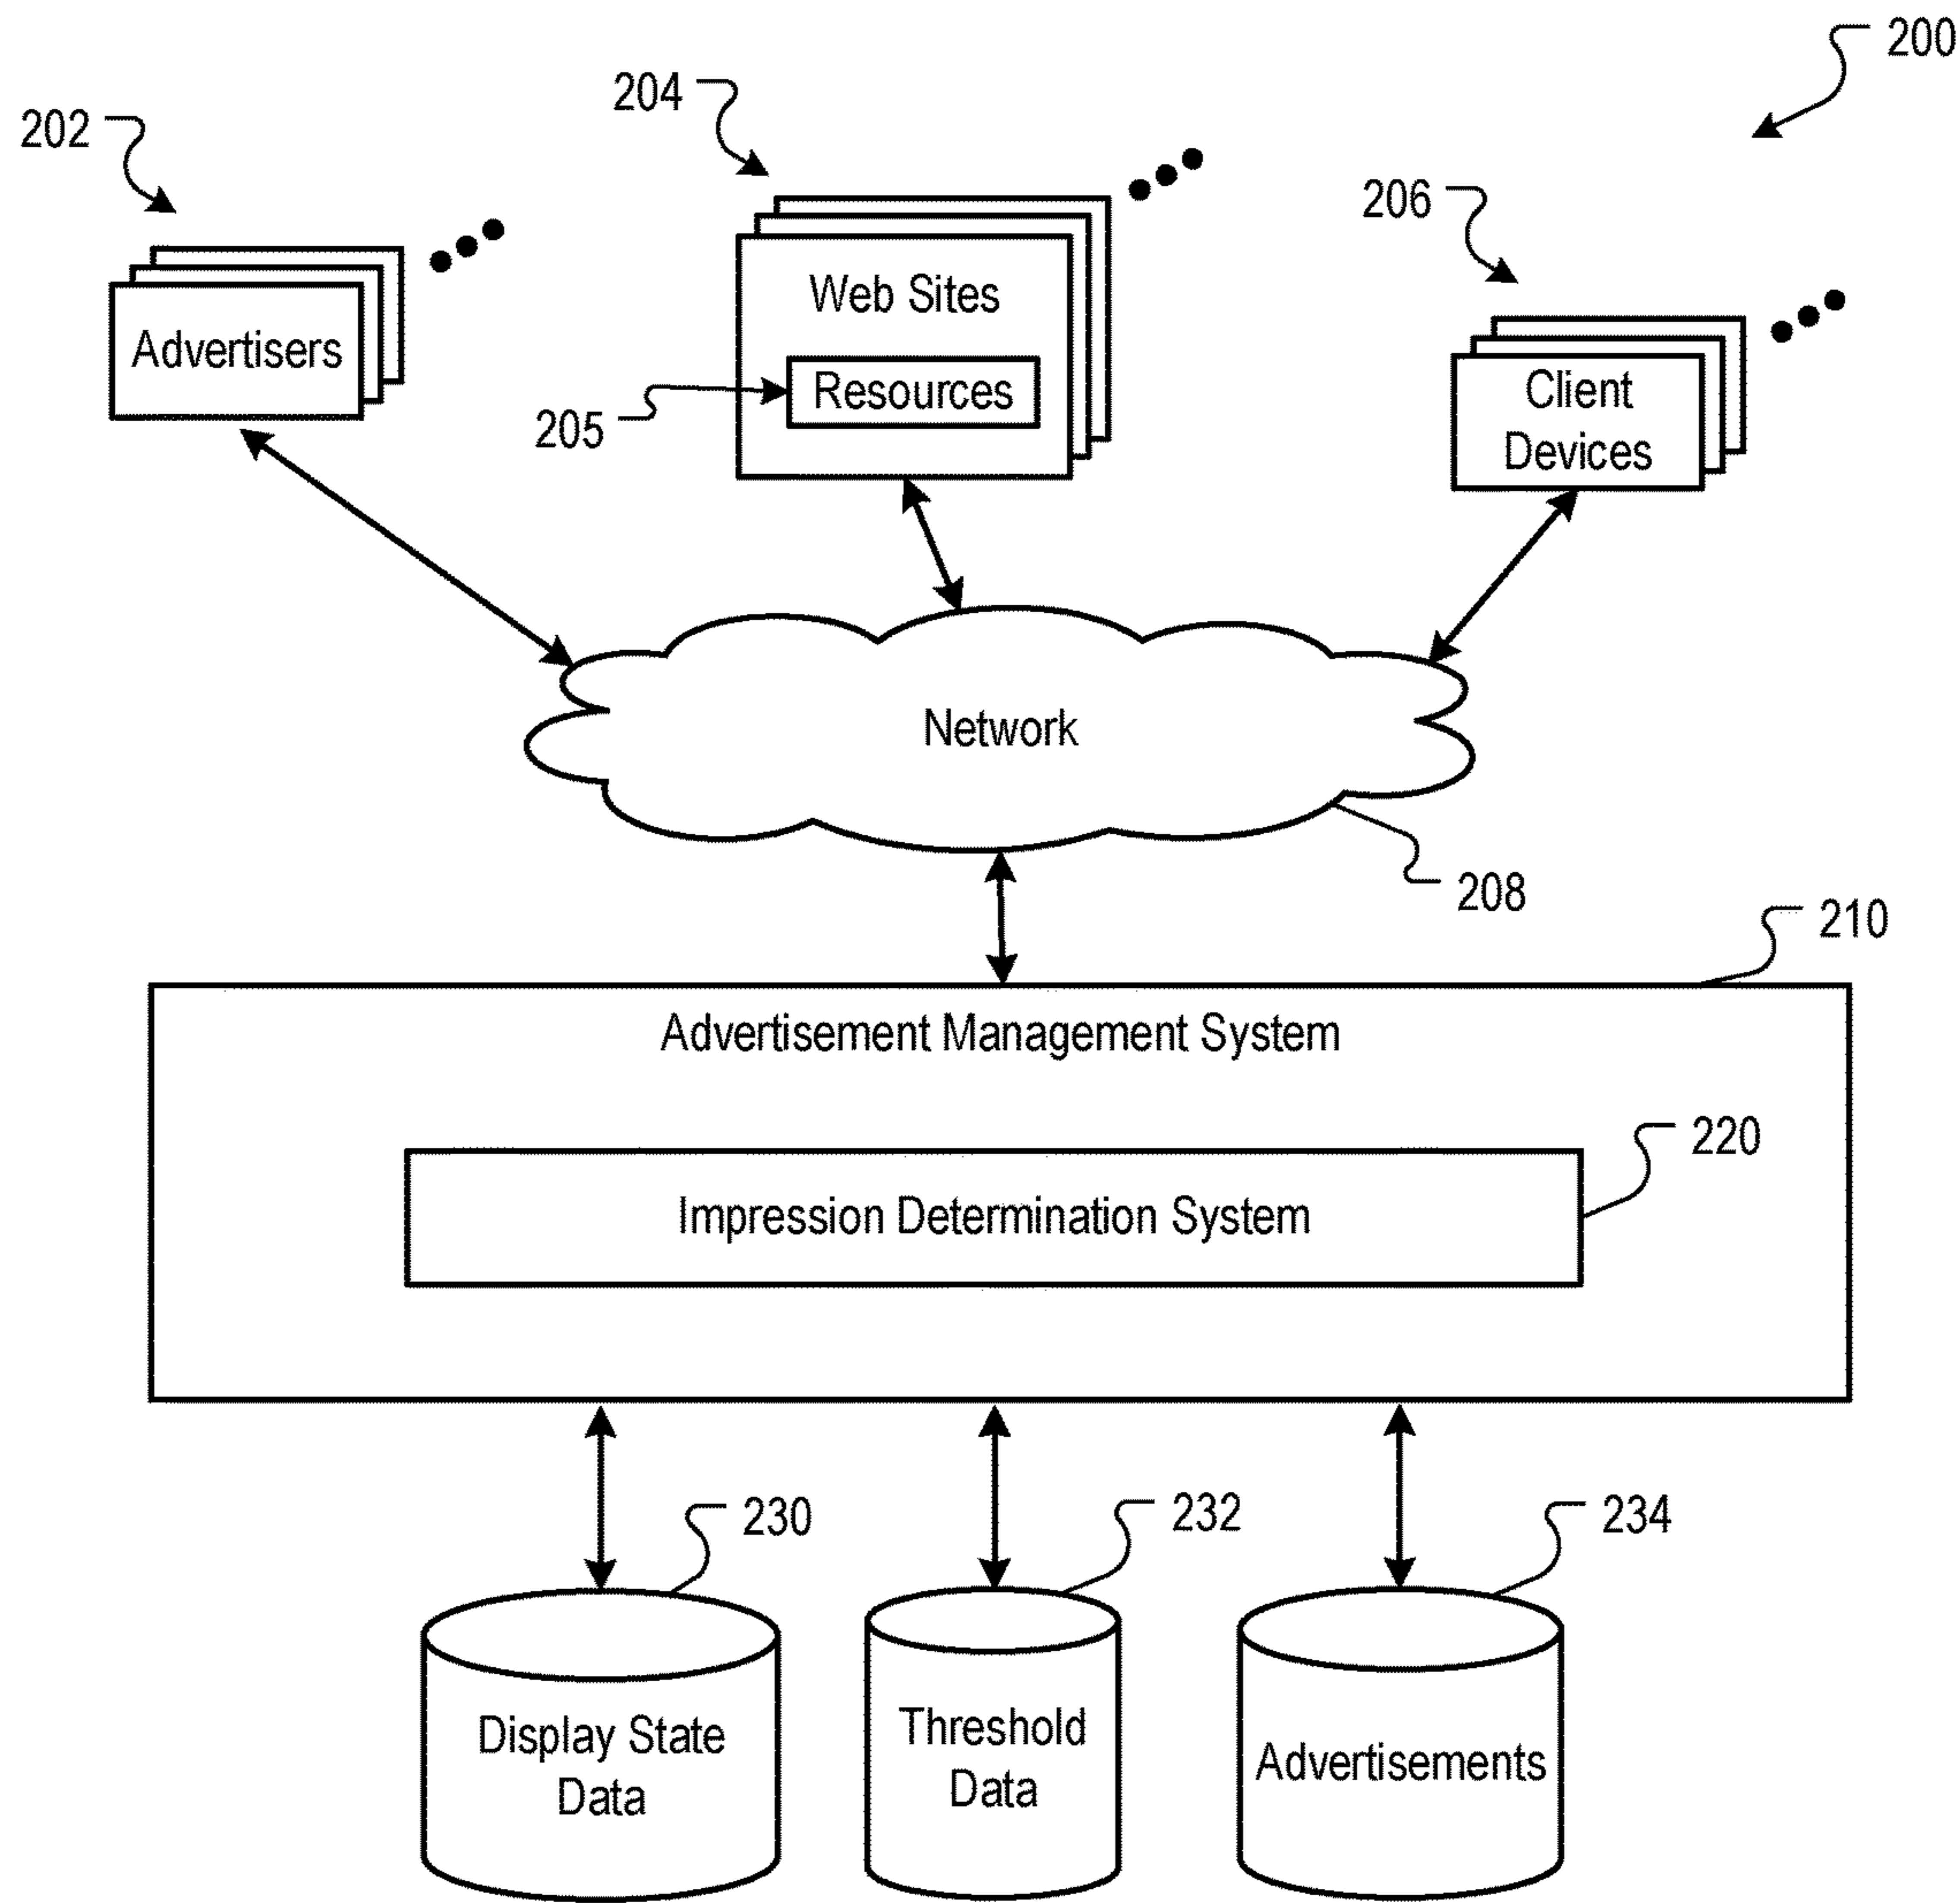 200
204
202
206
Web Sites
Advertisers
Resources
205
Client
Devices
Network
208
210
Advertisement Management System
220
Impression Determination System
230
232
234
Display State
Data
Threshold
Data
Advertisements